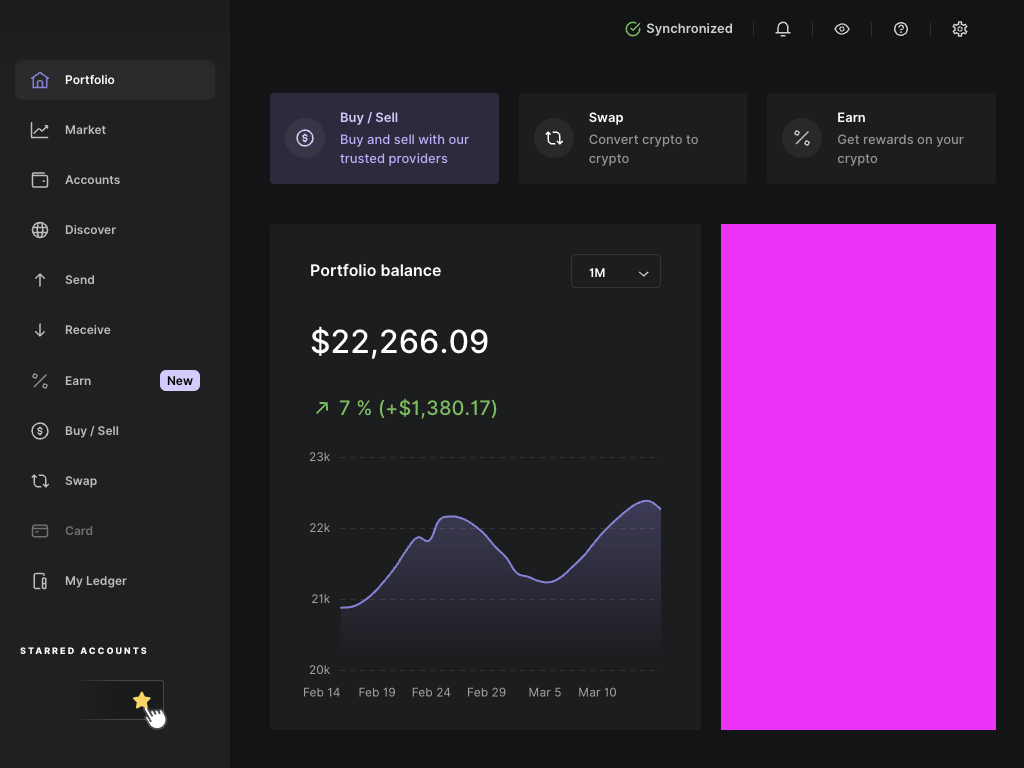 Synchronized
Portfolio
Market
Accounts
Discover
Send
Receive
Earn New
Buy / Sell
Swap
Card
My Ledger
STARRED ACCOUNTS
Buy / Sell
Buy and sell with our
trusted providers
Swap
Convert crypto to
crypto
Earn
Get rewards on your
crypto
Portfolio balance
1M
$22,266.09
7 % (+$1,380.17)
23k
22k
21k
20k
Feb 14 Feb 19 Feb 24 Feb 29 Mar 5 Mar 10